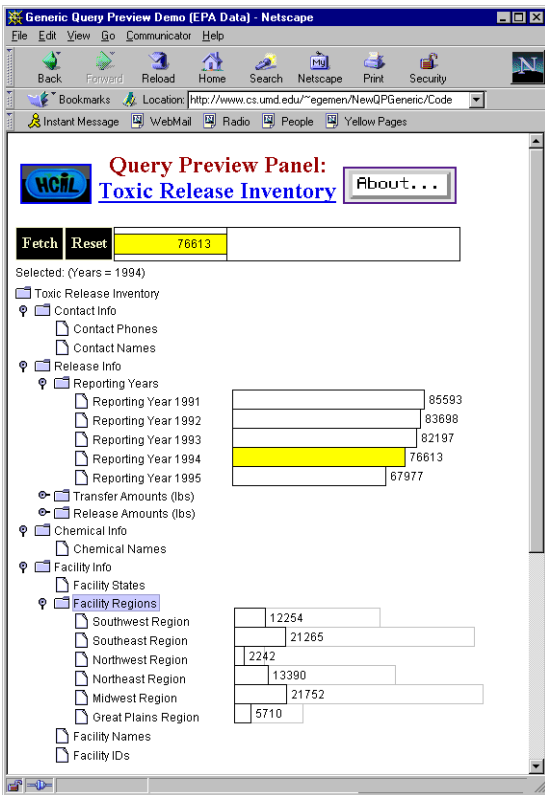 Generic Query Preview Demo (EPA Data) - Netscape
File Edit View Go Communicator Help
Back Forward Reload Home Search Netscape Print Security
My
N
Bookmarks Location: http://www.cs.umd.edu/~egemen/NewQPGeneric/Code
Instant Message WebMail Radio People Yellow Pages
HCIL
Query Preview Panel:
Toxic Release Inventory
About...
Fetch Reset 76613
Selected: (Years = 1994)
Toxic Release Inventory
Contact Info
Contact Phones
Contact Names
Release Info
Reporting Years
Reporting Year 1991 85593
Reporting Year 1992 83698
Reporting Year 1993 82197
Reporting Year 1994 76613
Reporting Year 1995 67977
Transfer Amounts (lbs)
Release Amounts (lbs)
Chemical Info
Chemical Names
Facility Info
Facility States
Facility Regions
Southwest Region 12254
Southeast Region 21265
Northwest Region 2242
Northeast Region 13390
Midwest Region 21752
Great Plains Region 5710
Facility Names
Facility IDs